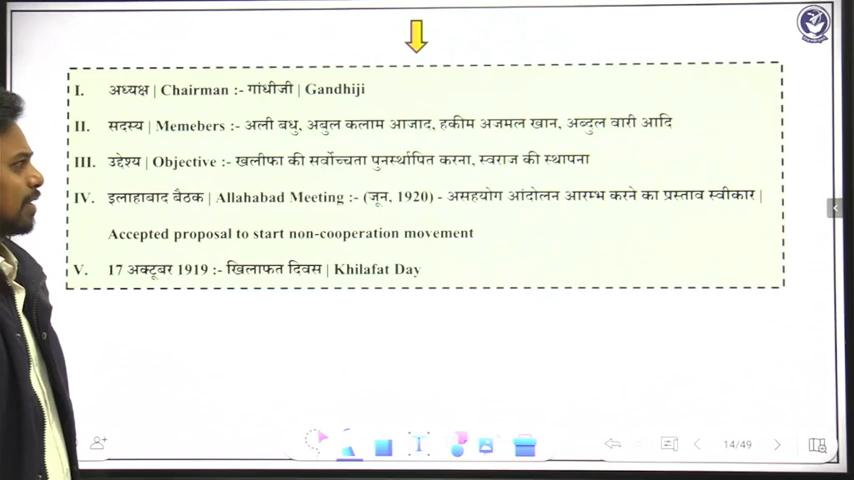 I. अध्यक्ष | Chairman :- गांधीजी | Gandhiji
II. सदस्य | Memebers :- अली बधु, अबुल कलाम आजाद, हकीम अजमल खान, अब्दुल वारी आदि
III. उद्देश्य | Objective :- खलीफा की सर्वोच्चता पुनर्स्थापित करना, स्वराज की स्थापना
IV. इलाहाबाद बैठक | Allahabad Meeting :- (जून, 1920) - असहयोग आंदोलन आरम्भ करने का प्रस्ताव स्वीकार |
Accepted proposal to start non-cooperation movement
V. 17 अक्टूबर 1919 :- खिलाफत दिवस | Khilafat Day
14/49